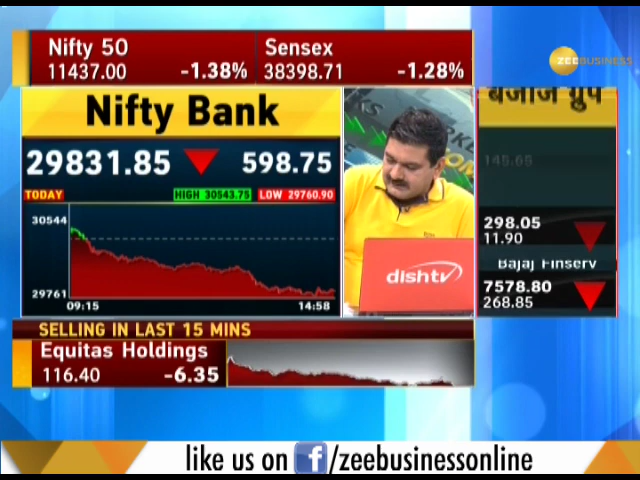 Nifty 50
11437.00 -1.38%
Sensex
38398.71 -1.28%
ZEE BUSINESS
Nifty Bank
29831.85 598.75
TODAY HIGH 30543.75 LOW 29760.90
30544
29761
09:15 14:58
dishtv
बजाज ग्रुप
145.65
298.05
11.90
Bajaj Finserv
7578.80
268.85
SELLING IN LAST 15 MINS
Equitas Holdings
116.40 -6.35
like us on f/zeebusinessonline